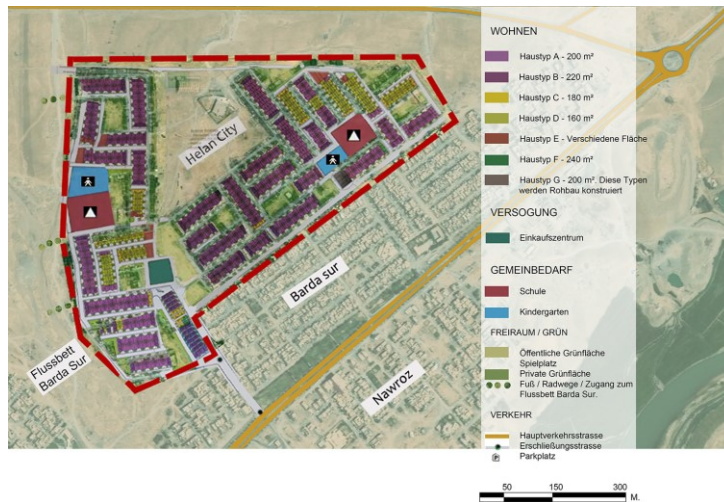 WOHNEN
Haustyp A - 200 m²
Haustyp B - 220 m²
Haustyp C - 180 m²
Haustyp D - 160 m²
Haustyp E - Verschiedene Fläche
Haustyp F - 240 m²
Haustyp G - 200 m². Diese Typen
werden Rohbau konstruiert
VERSOGUNG
Einkaufszentrum
GEMEINBEDARF
Schule
Kindergarten
FREIRAUM / GRÜN
Öffentliche Grünfläche
Spielplatz
Private Grünfläche
Fuß / Radwege / Zugang zum
Flussbett Barda Sur.
VERKEHR
Hauptverkehrsstrasse
Erschließungsstrasse
Parkplatz
Helan City
Barda sur
Nawroz
Flussbett
Barda Sur
50 150 300
M.